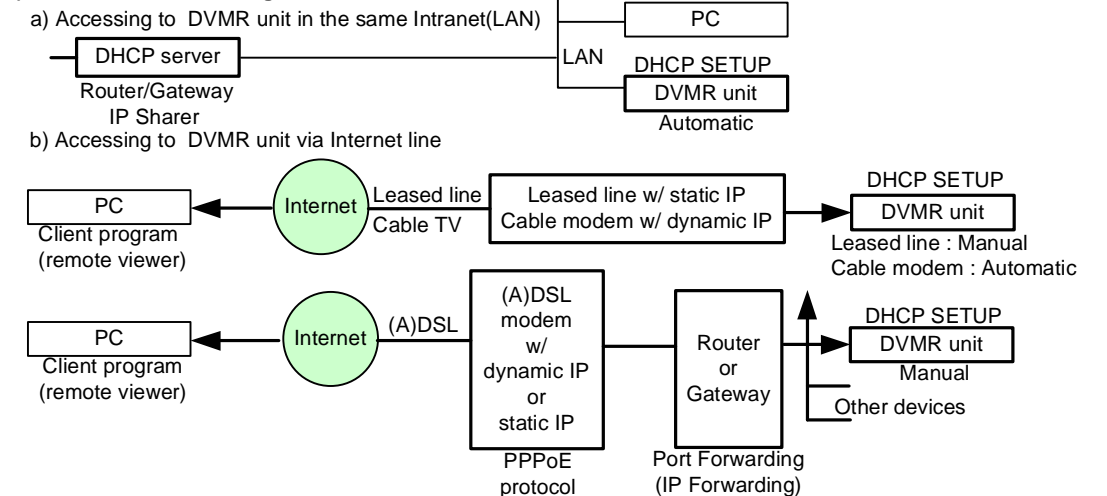 a) Accessing to DVMR unit in the same Intranet(LAN)
PC
DHCP server
LAN
DHCP SETUP
DVMR unit
Router/Gateway
IP Sharer
Automatic
b) Accessing to DVMR unit via Internet line
PC
Client program
(remote viewer)
Internet
Leased line
Cable TV
Leased line w/ static IP
Cable modem w/ dynamic IP
DHCP SETUP
DVMR unit
Leased line : Manual
Cable modem : Automatic
PC
Client program
(remote viewer)
Internet
(A)DSL
(A)DSL
modem
w/
dynamic IP
or
static IP
PPPoE
protocol
Router
or
Gateway
Port Forwarding
(IP Forwarding)
DHCP SETUP
DVMR unit
Manual
Other devices